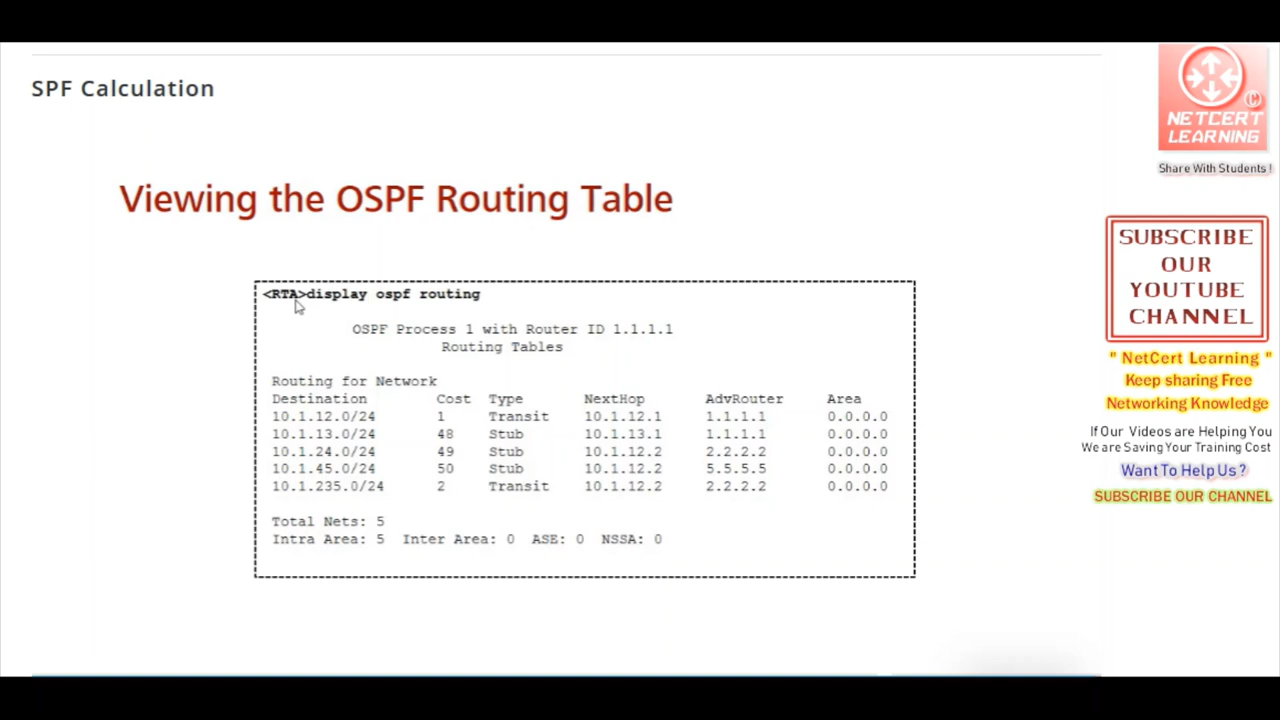 SPF Calculation
Viewing the OSPF Routing Table
<RTA>display ospf routing
OSPF Process 1 with Router ID 1.1.1.1
Routing Tables
Routing for Network
Destination Cost Type NextHop AdvRouter Area
10.1.12.0/24 1 Transit 10.1.12.1 1.1.1.1 0.0.0.0
10.1.13.0/24 48 Stub 10.1.13.1 1.1.1.1 0.0.0.0
10.1.24.0/24 49 Stub 10.1.12.2 2.2.2.2 0.0.0.0
10.1.45.0/24 50 Stub 10.1.12.2 5.5.5.5 0.0.0.0
10.1.235.0/24 2 Transit 10.1.12.2 2.2.2.2 0.0.0.0
Total Nets: 5
Intra Area: 5 Inter Area: 0 ASE: 0 NSSA: 0
©
NETCERT
LEARNING
Share With Students !
SUBSCRIBE
OUR
YOUTUBE
CHANNEL
" NetCert Learning "
Keep sharing Free
Networking Knowledge
If Our Videos are Helping You
We are Saving Your Training Cost
Want To Help Us ?
SUBSCRIBE OUR CHANNEL